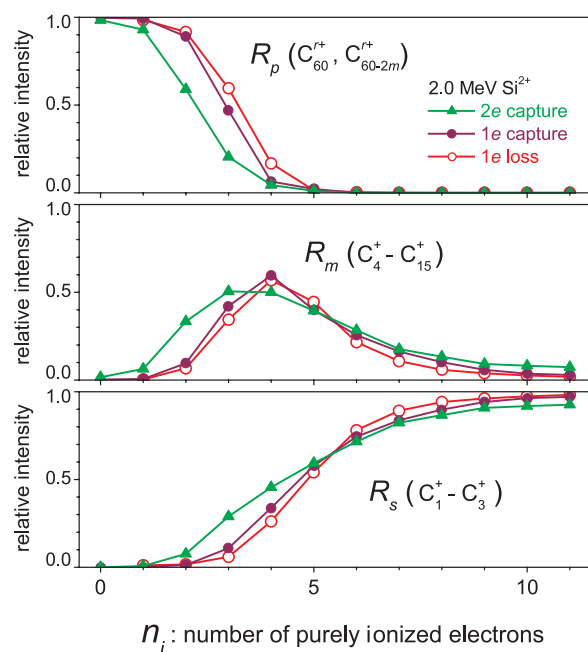 relative intensity
1.0
0.5
0.0
R_p (C_60^r+, C_60-2m^r+)
2.0 MeV Si²⁺
2e capture
1e capture
1e loss
relative intensity
1.0
0.5
0.0
R_m (C_4^+ - C_15^+)
relative intensity
1.0
0.5
0.0
R_s (C_1^+ - C_3^+)
0 5 10
n_i : number of purely ionized electrons